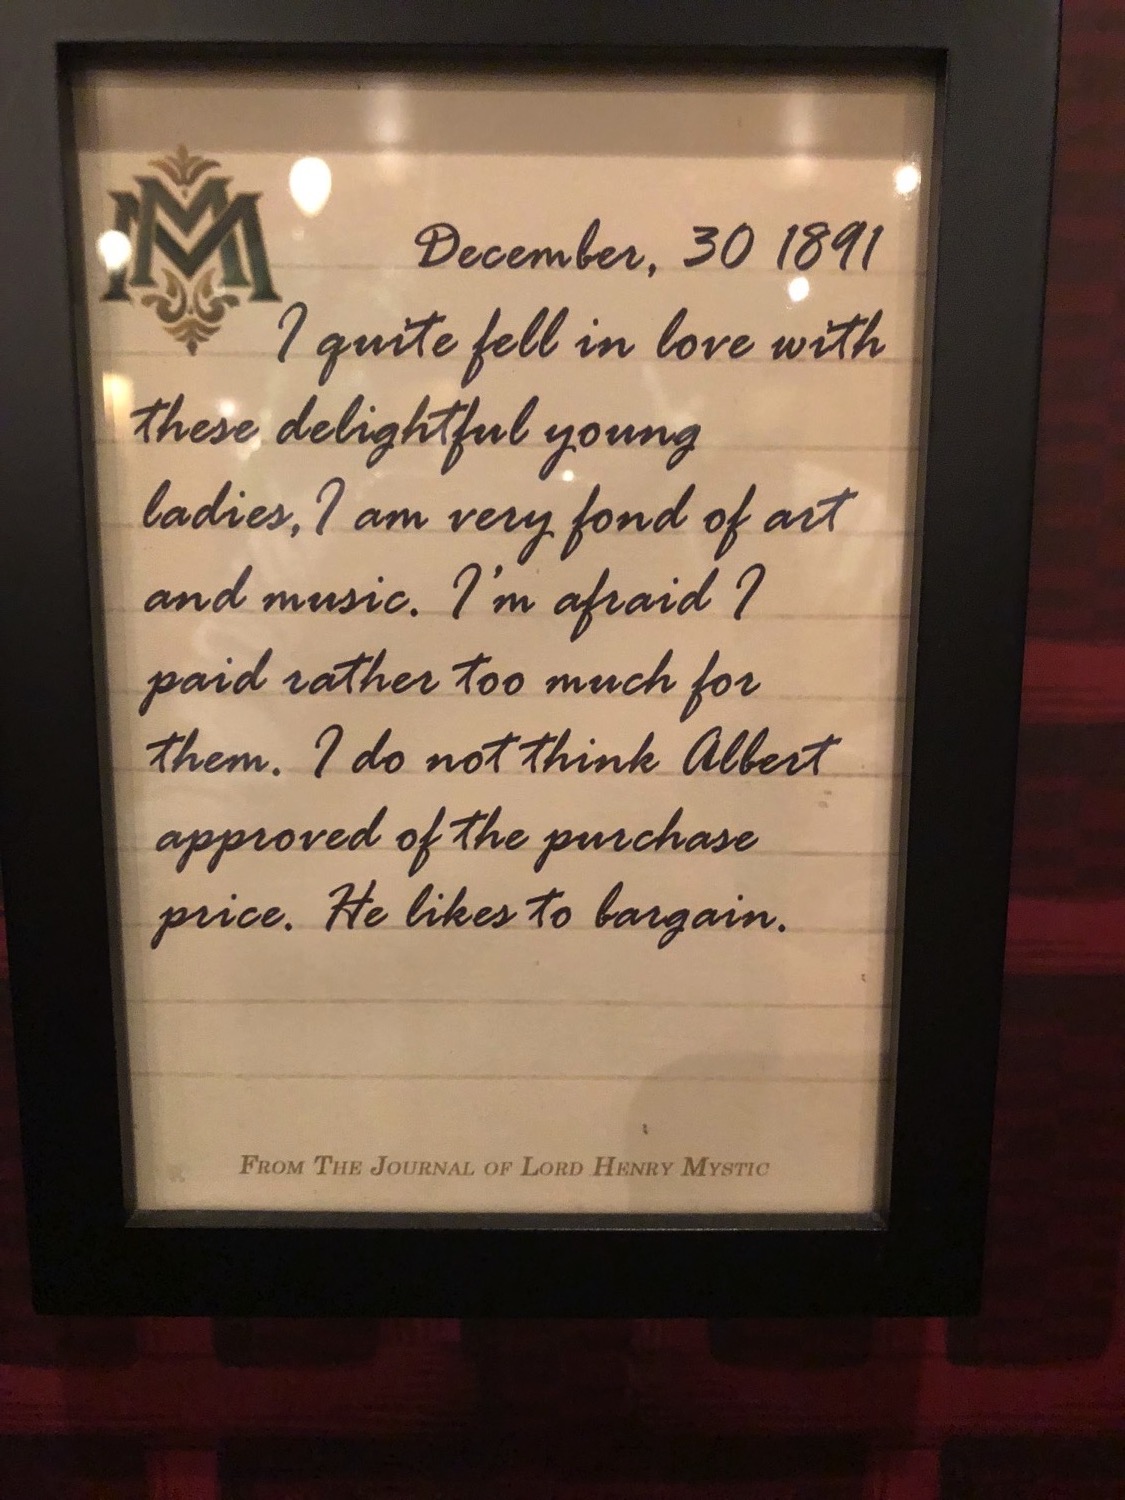 MM
December, 30 1891
I quite fell in love with
these delightful young
ladies, I am very fond of art
and music. I'm afraid I
paid rather too much for
them. I do not think Albert
approved of the purchase
price. He likes to bargain.
From The Journal of Lord Henry Mystic